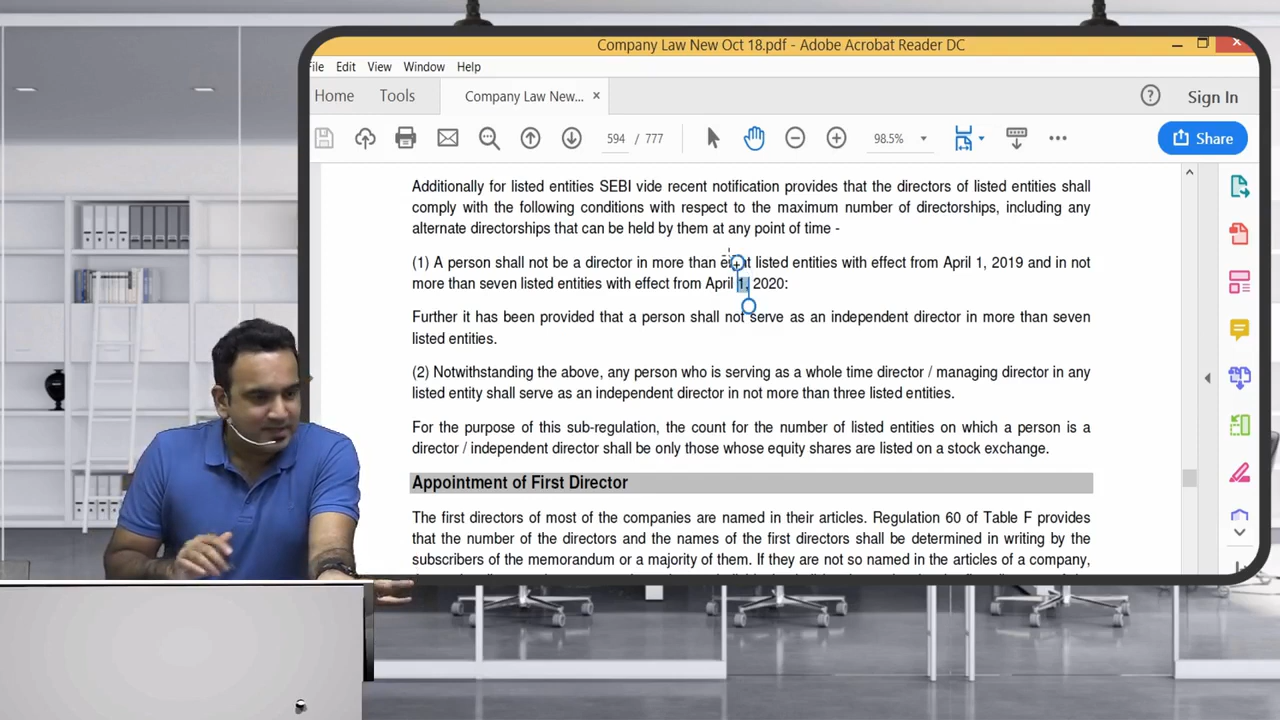 Company Law New Oct 18.pdf - Adobe Acrobat Reader DC
File Edit View Window Help
Home Tools Company Law New... × Sign In
594 / 777 98.5% Share
Additionally for listed entities SEBI vide recent notification provides that the directors of listed entities shall
comply with the following conditions with respect to the maximum number of directorships, including any
alternate directorships that can be held by them at any point of time -
(1) A person shall not be a director in more than eight listed entities with effect from April 1, 2019 and in not
more than seven listed entities with effect from April 1, 2020:
Further it has been provided that a person shall not serve as an independent director in more than seven
listed entities.
(2) Notwithstanding the above, any person who is serving as a whole time director / managing director in any
listed entity shall serve as an independent director in not more than three listed entities.
For the purpose of this sub-regulation, the count for the number of listed entities on which a person is a
director / independent director shall be only those whose equity shares are listed on a stock exchange.
Appointment of First Director
The first directors of most of the companies are named in their articles. Regulation 60 of Table F provides
that the number of the directors and the names of the first directors shall be determined in writing by the
subscribers of the memorandum or a majority of them. If they are not so named in the articles of a company,